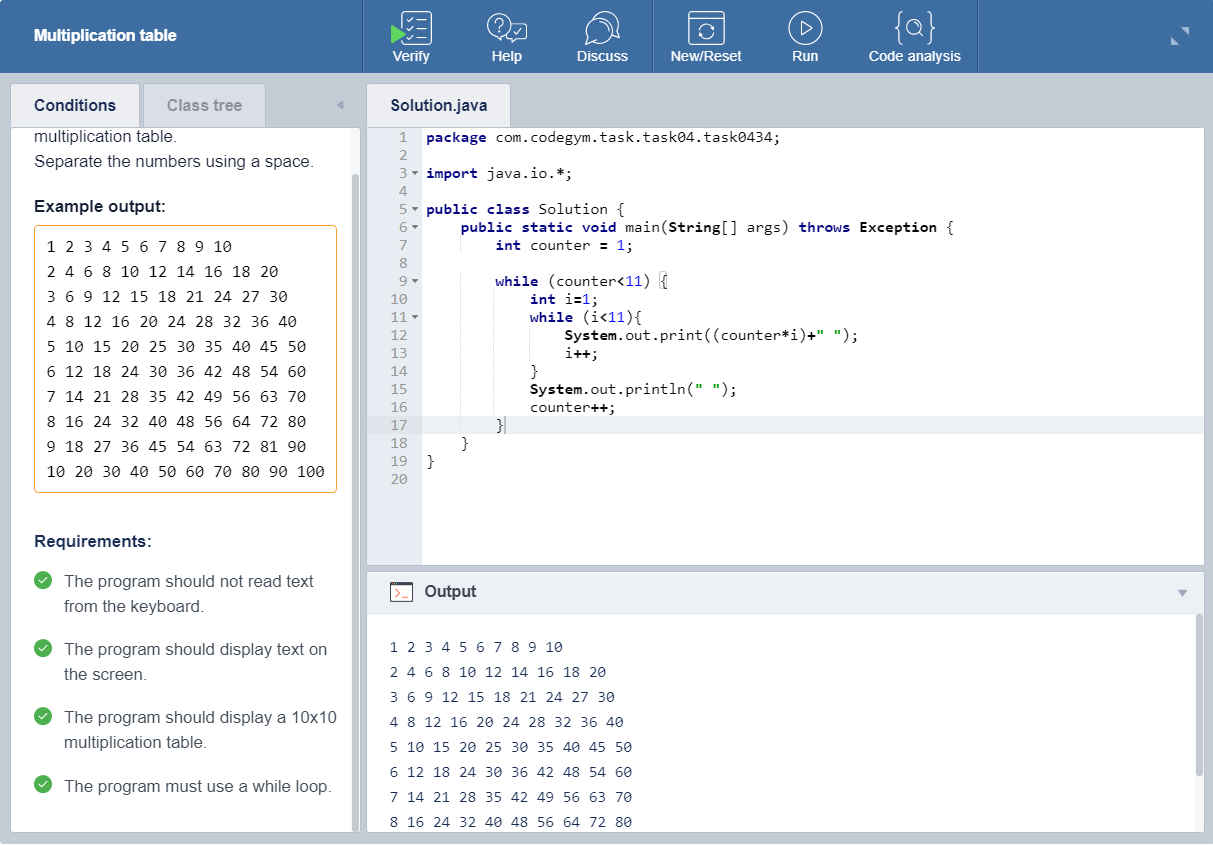 Multiplication table
Verify
Help
Discuss
New/Reset
Run
Code analysis
Conditions
Class tree
multiplication table.
Separate the numbers using a space.
Example output:
1 2 3 4 5 6 7 8 9 10
2 4 6 8 10 12 14 16 18 20
3 6 9 12 15 18 21 24 27 30
4 8 12 16 20 24 28 32 36 40
5 10 15 20 25 30 35 40 45 50
6 12 18 24 30 36 42 48 54 60
7 14 21 28 35 42 49 56 63 70
8 16 24 32 40 48 56 64 72 80
9 18 27 36 45 54 63 72 81 90
10 20 30 40 50 60 70 80 90 100
Requirements:
The program should not read text
from the keyboard.
The program should display text on
the screen.
The program should display a 10x10
multiplication table.
The program must use a while loop.
Solution.java
1 package com.codegym.task.task04.task0434;
2
3 import java.io.*;
4
5 public class Solution {
6 public static void main(String[] args) throws Exception {
7 int counter = 1;
8
9 while (counter<11) {
10 int i=1;
11 while (i<11){
12 System.out.print((counter*i)+" ");
13 i++;
14 }
15 System.out.println(" ");
16 counter++;
17 }
18 }
19 }
20
Output
1 2 3 4 5 6 7 8 9 10
2 4 6 8 10 12 14 16 18 20
3 6 9 12 15 18 21 24 27 30
4 8 12 16 20 24 28 32 36 40
5 10 15 20 25 30 35 40 45 50
6 12 18 24 30 36 42 48 54 60
7 14 21 28 35 42 49 56 63 70
8 16 24 32 40 48 56 64 72 80